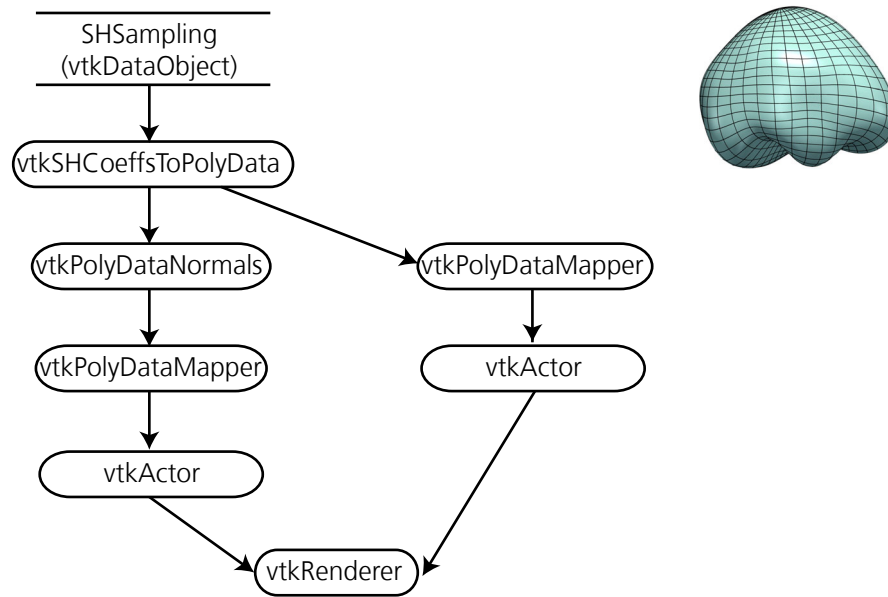 SHSampling
(vtkDataObject)
vtkSHCoeffsToPolyData
vtkPolyDataNormals
vtkPolyDataMapper
vtkPolyDataMapper
vtkActor
vtkActor
vtkRenderer